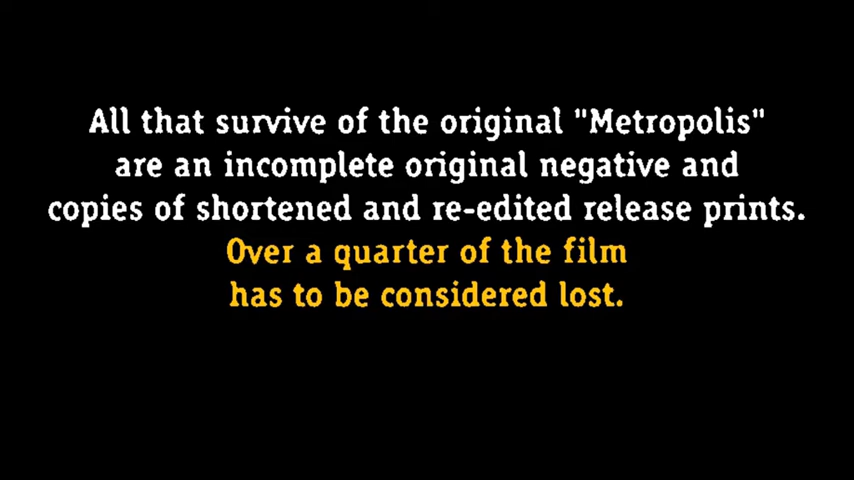 All that survive of the original "Metropolis"
are an incomplete original negative and
copies of shortened and re-edited release prints.
Over a quarter of the film
has to be considered lost.